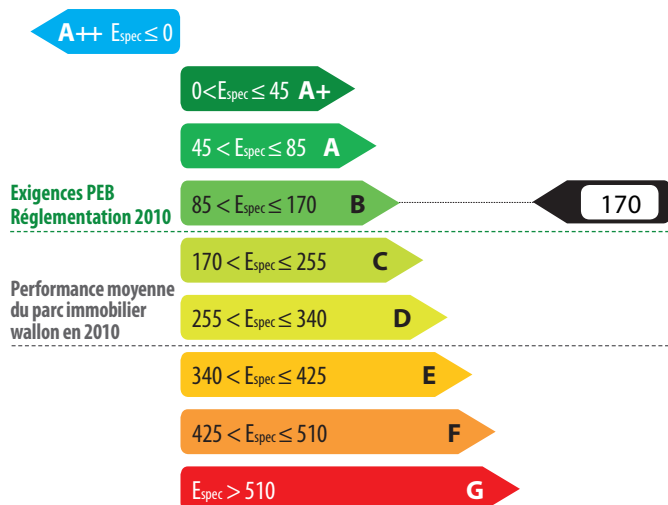 A++ Espec ≤ 0
0<Espec ≤ 45 A+
45 < Espec ≤ 85 A
Exigences PEB
Réglementation 2010
85 < Espec ≤ 170 B
170
170 < Espec ≤ 255 C
Performance moyenne
du parc immobilier
wallon en 2010
255 < Espec ≤ 340 D
340 < Espec ≤ 425 E
425 < Espec ≤ 510 F
Espec > 510 G